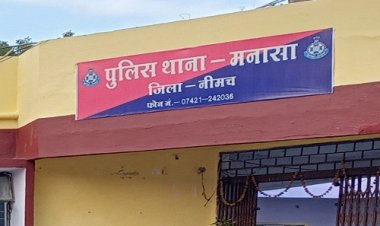 पुलिस थाना – मनासा
जिला – नीमच
फोन नं.– 07421-242036